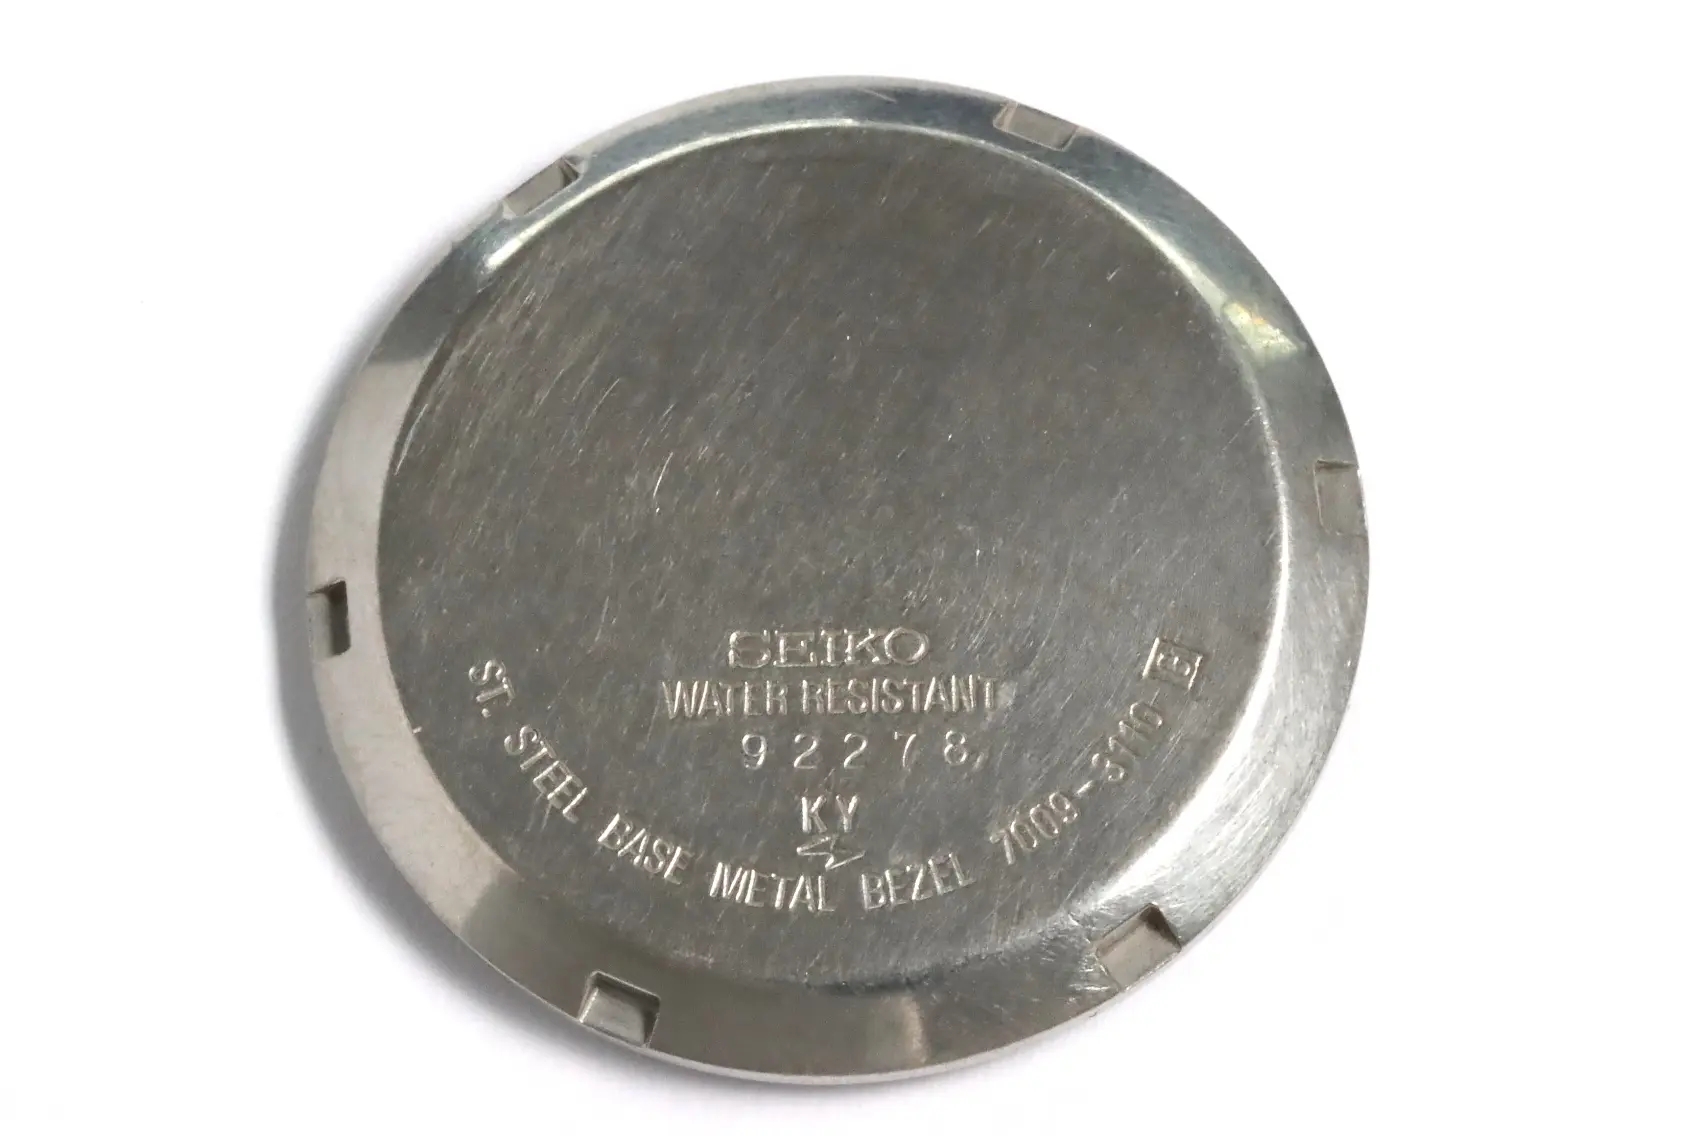 SEIKO
WATER RESISTANT
92278
KY
ST. STEEL BASE METAL BEZEL 7009-3110